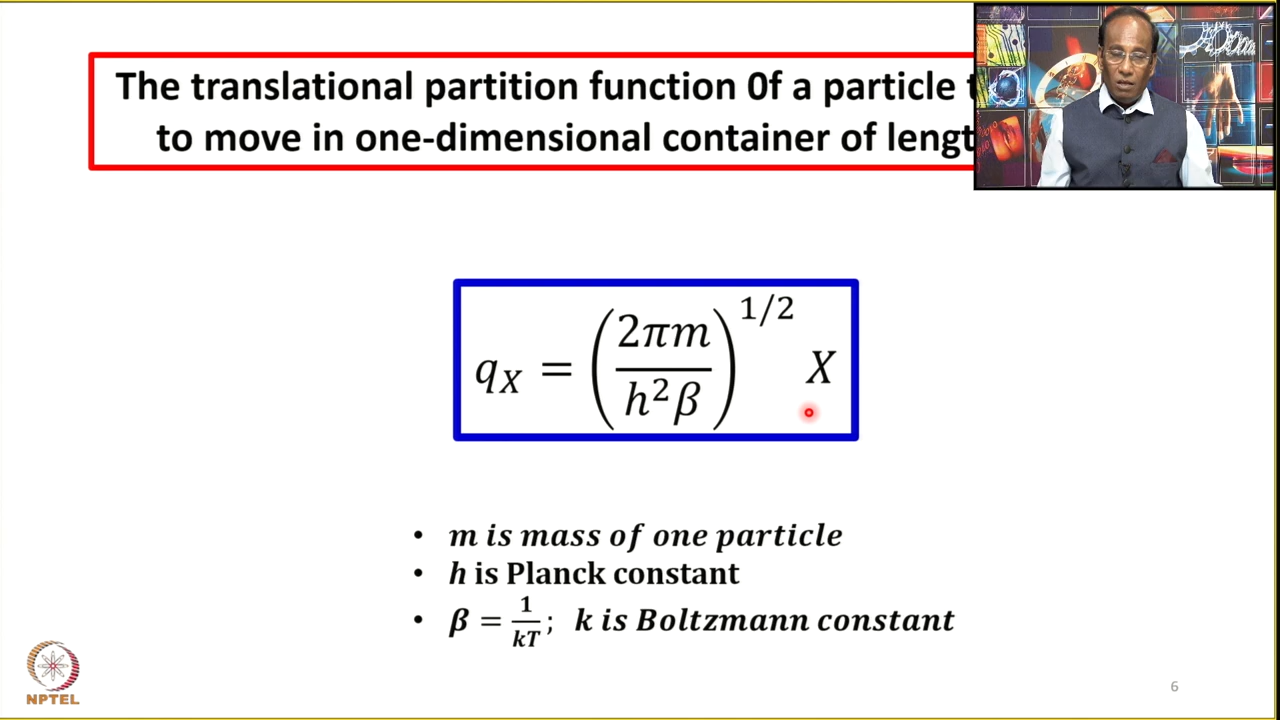 The translational partition function 0f a particle
to move in one-dimensional container of
q_X = (2πm / h²β)^{1/2} X
• m is mass of one particle
• h is Planck constant
• β = 1/kT; k is Boltzmann constant
NPTEL
6